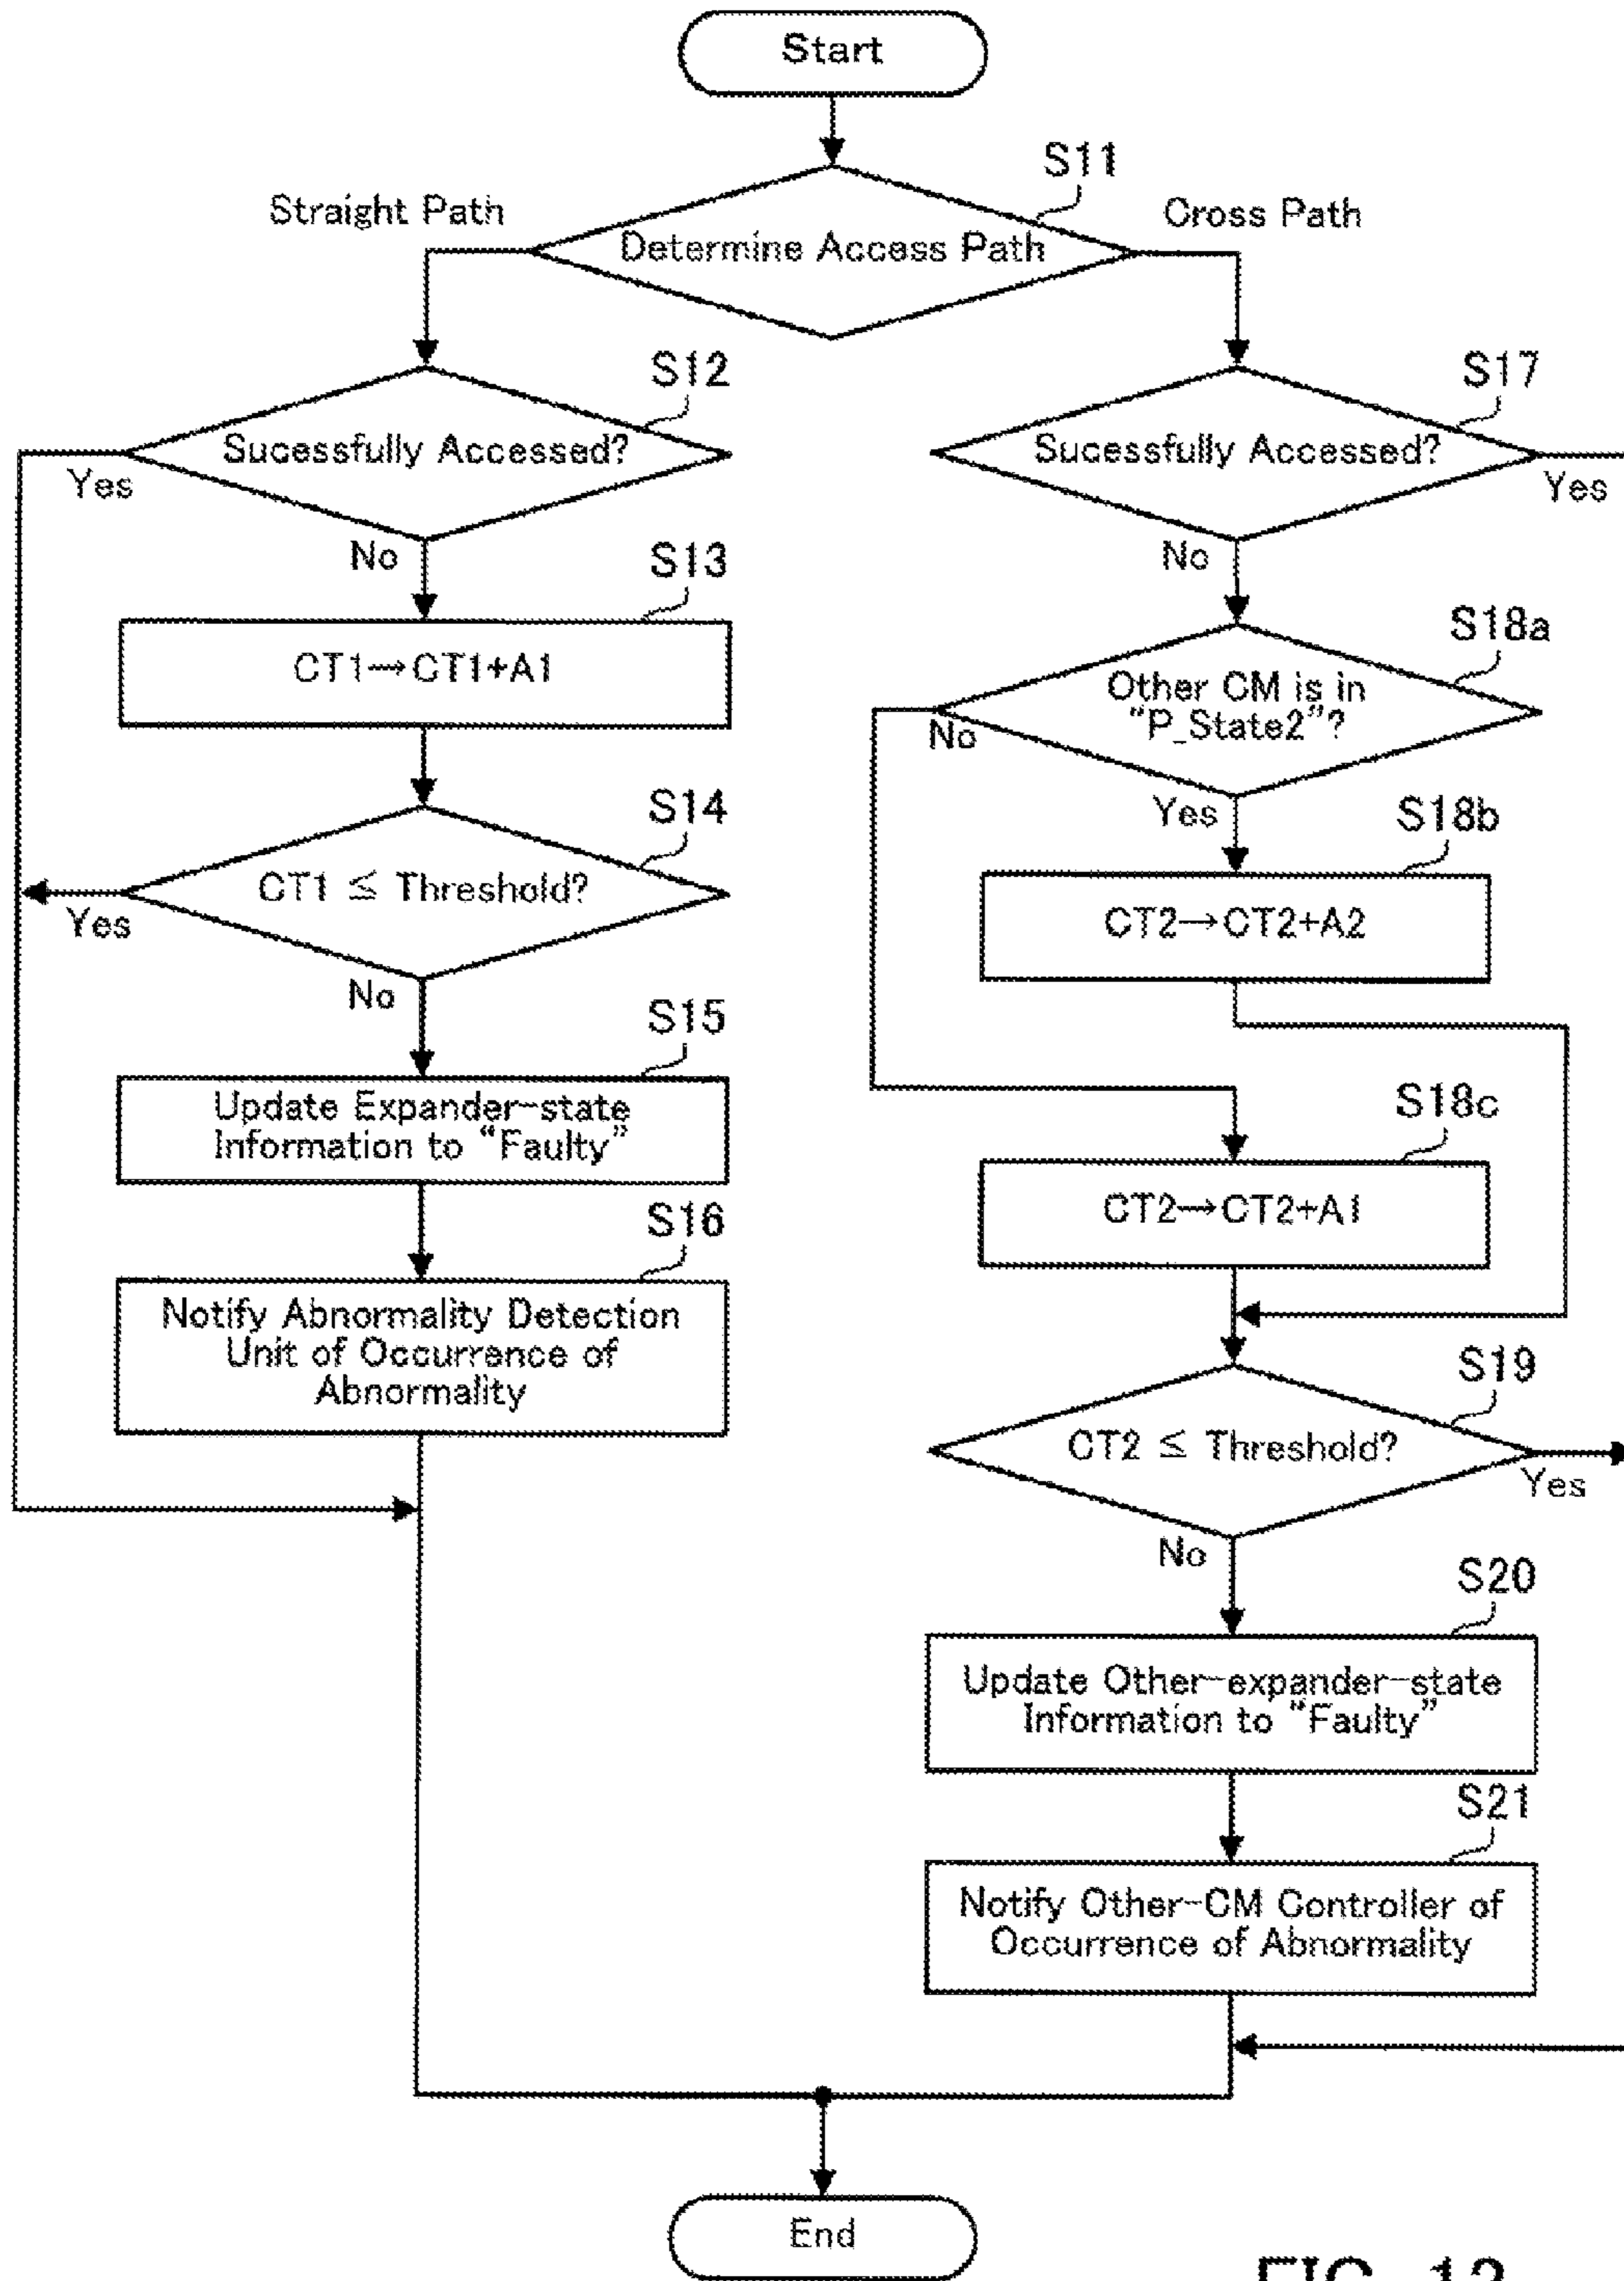 Start
S11
Straight Path
Cross Path
Determine Access Path
S12
Sucessfully Accessed?
Yes
No
S17
Sucessfully Accessed?
Yes
No
S13
CT1→CT1+A1
S18a
Other CM is in
"P_State2"?
No
Yes
S14
CT1 ≦ Threshold?
Yes
No
S18b
CT2→CT2+A2
S15
Update Expander-state
Information to "Faulty"
S18c
CT2→CT2+A1
S16
Notify Abnormality Detection
Unit of Occurrence of
Abnormality
S19
CT2 ≦ Threshold?
Yes
No
S20
Update Other-expander-state
Information to "Faulty"
S21
Notify Other-CM Controller of
Occurrence of Abnormality
End